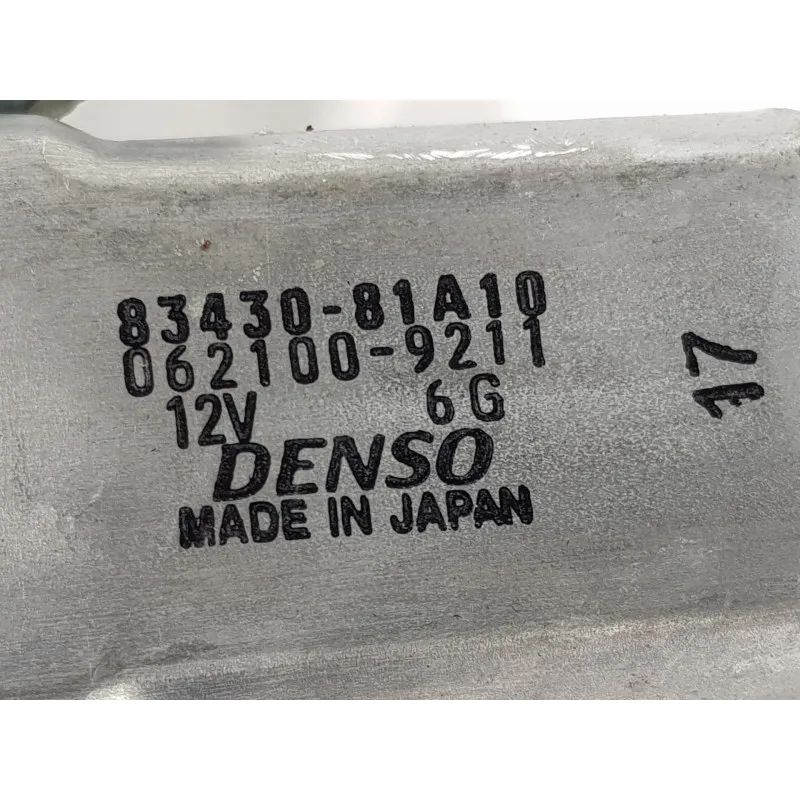 83430-81A10
062100-9211
12V 6G
DENSO
MADE IN JAPAN
17